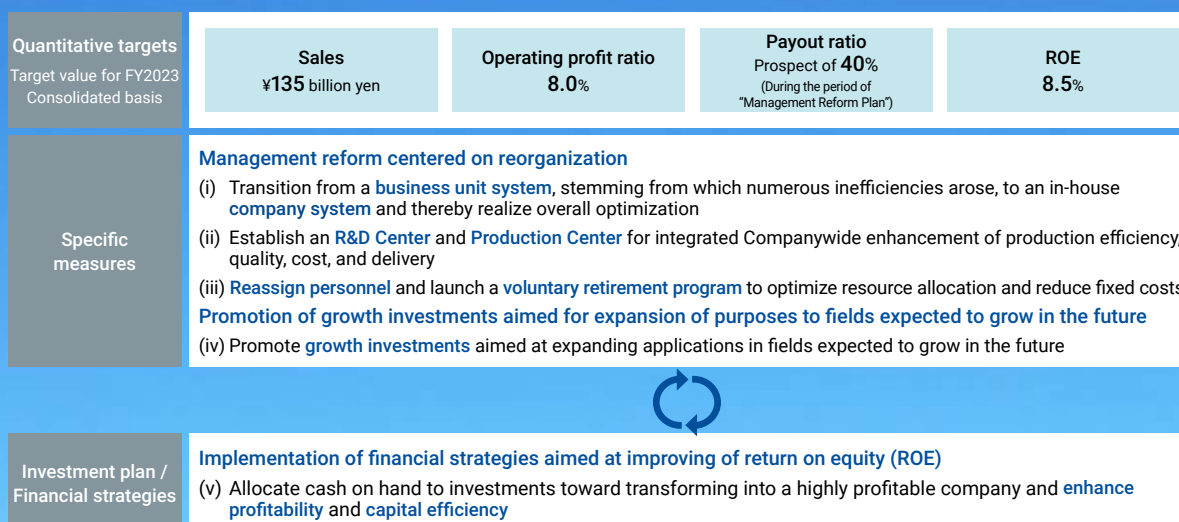 Quantitative targets
Target value for FY2023
Consolidated basis
Sales
¥135 billion yen
Operating profit ratio
8.0%
Payout ratio
Prospect of 40%
(During the period of
"Management Reform Plan")
ROE
8.5%
Specific
measures
Management reform centered on reorganization
(i) Transition from a business unit system, stemming from which numerous inefficiencies arose, to an in-house
company system and thereby realize overall optimization
(ii) Establish an R&D Center and Production Center for integrated Companywide enhancement of production efficiency,
quality, cost, and delivery
(iii) Reassign personnel and launch a voluntary retirement program to optimize resource allocation and reduce fixed costs
Promotion of growth investments aimed for expansion of purposes to fields expected to grow in the future
(iv) Promote growth investments aimed at expanding applications in fields expected to grow in the future
Investment plan /
Financial strategies
Implementation of financial strategies aimed at improving of return on equity (ROE)
(v) Allocate cash on hand to investments toward transforming into a highly profitable company and enhance
profitability and capital efficiency